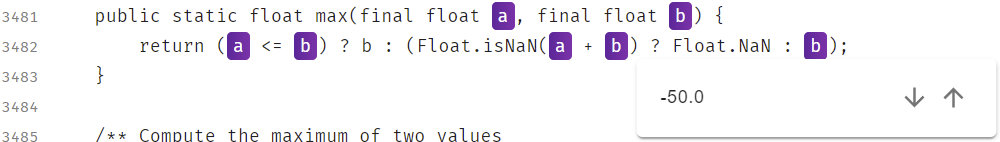 3481 public static float max(final float a, final float b) {
3482 return (a <= b) ? b : (Float.isNaN(a + b) ? Float.NaN : b);
3483 }
-50.0
3484
3485 /** Compute the maximum of two values